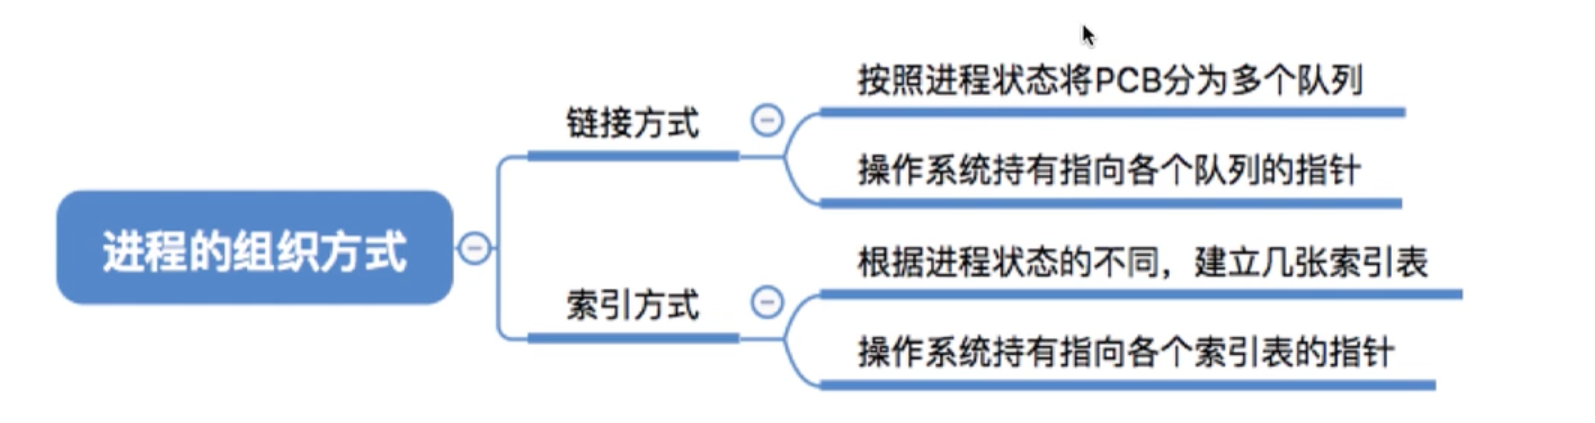 按照进程状态将PCB分为多个队列
链接方式
操作系统持有指向各个队列的指针
进程的组织方式
根据进程状态的不同，建立几张索引表
索引方式
操作系统持有指向各个索引表的指针